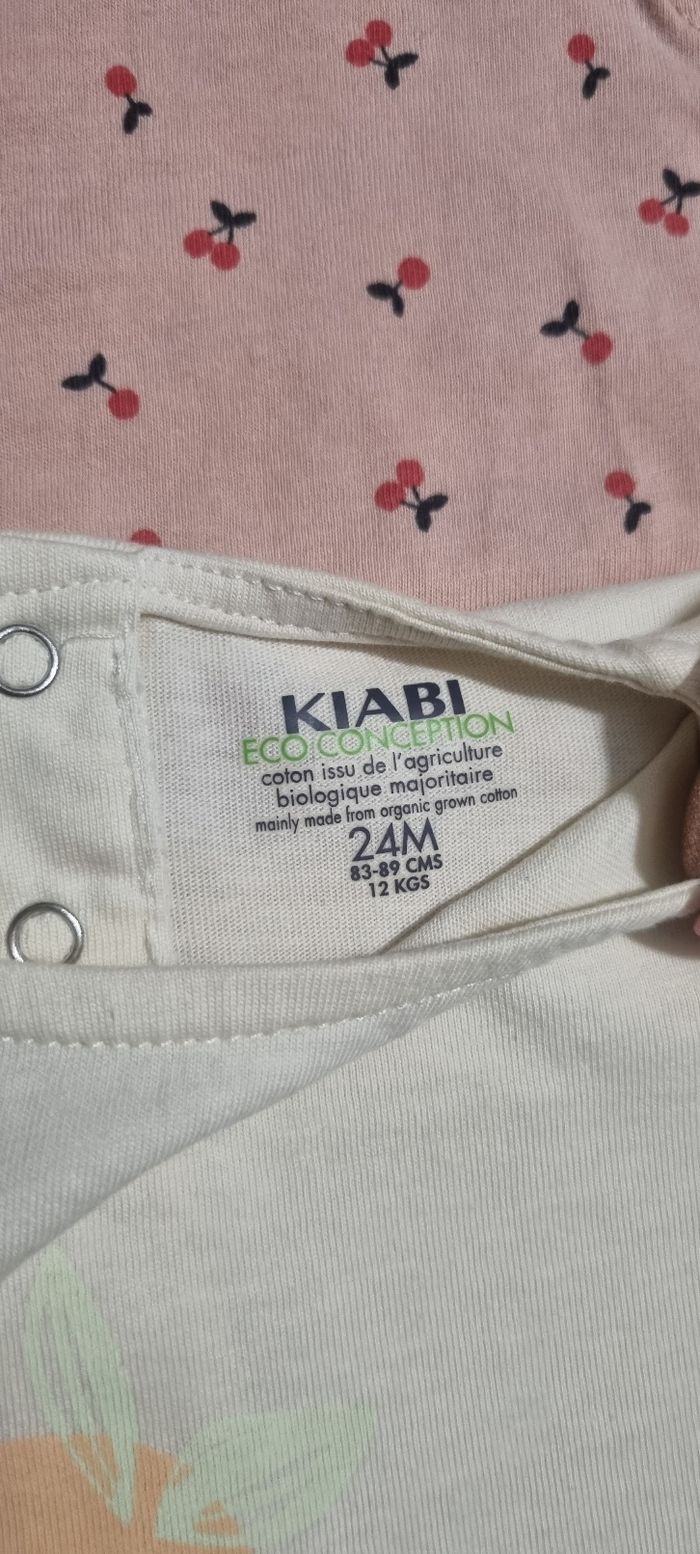 KIABI
ECO CONCEPTION
coton issu de l'agriculture
biologique majoritaire
mainly made from organic grown cotton
24M
83-89 CMS
12 KGS